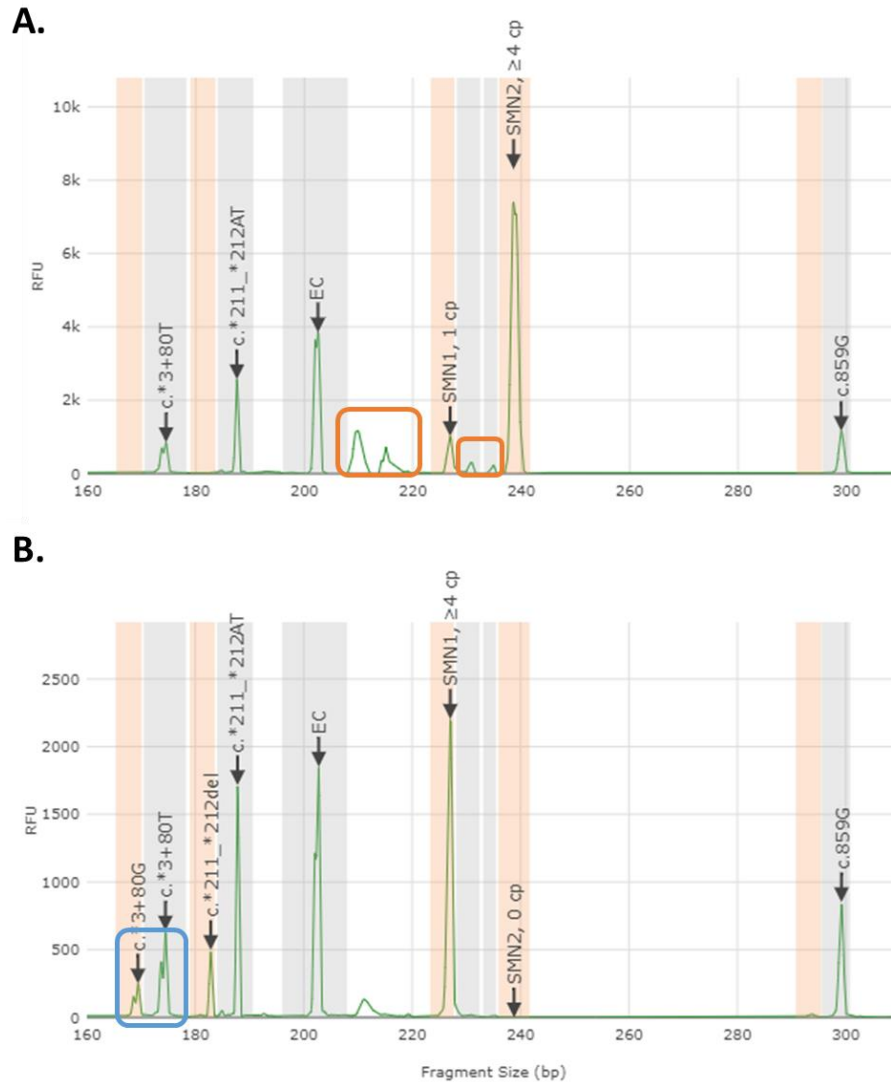 A.
RFU
10k
8k
6k
4k
2k
0
c.*3+80T
c.*211_*212AT
EC
SMN1, 1 cp
SMN2, ≥4 cp
c.859G
160 180 200 220 240 260 280 300
B.
RFU
2500
2000
1500
1000
500
0
c.*3+80G
c.*3+80T
c.*211_*212del
c.*211_*212AT
EC
SMN1, ≥4 cp
SMN2, 0 cp
c.859G
160 180 200 220 240 260 280 300
Fragment Size (bp)